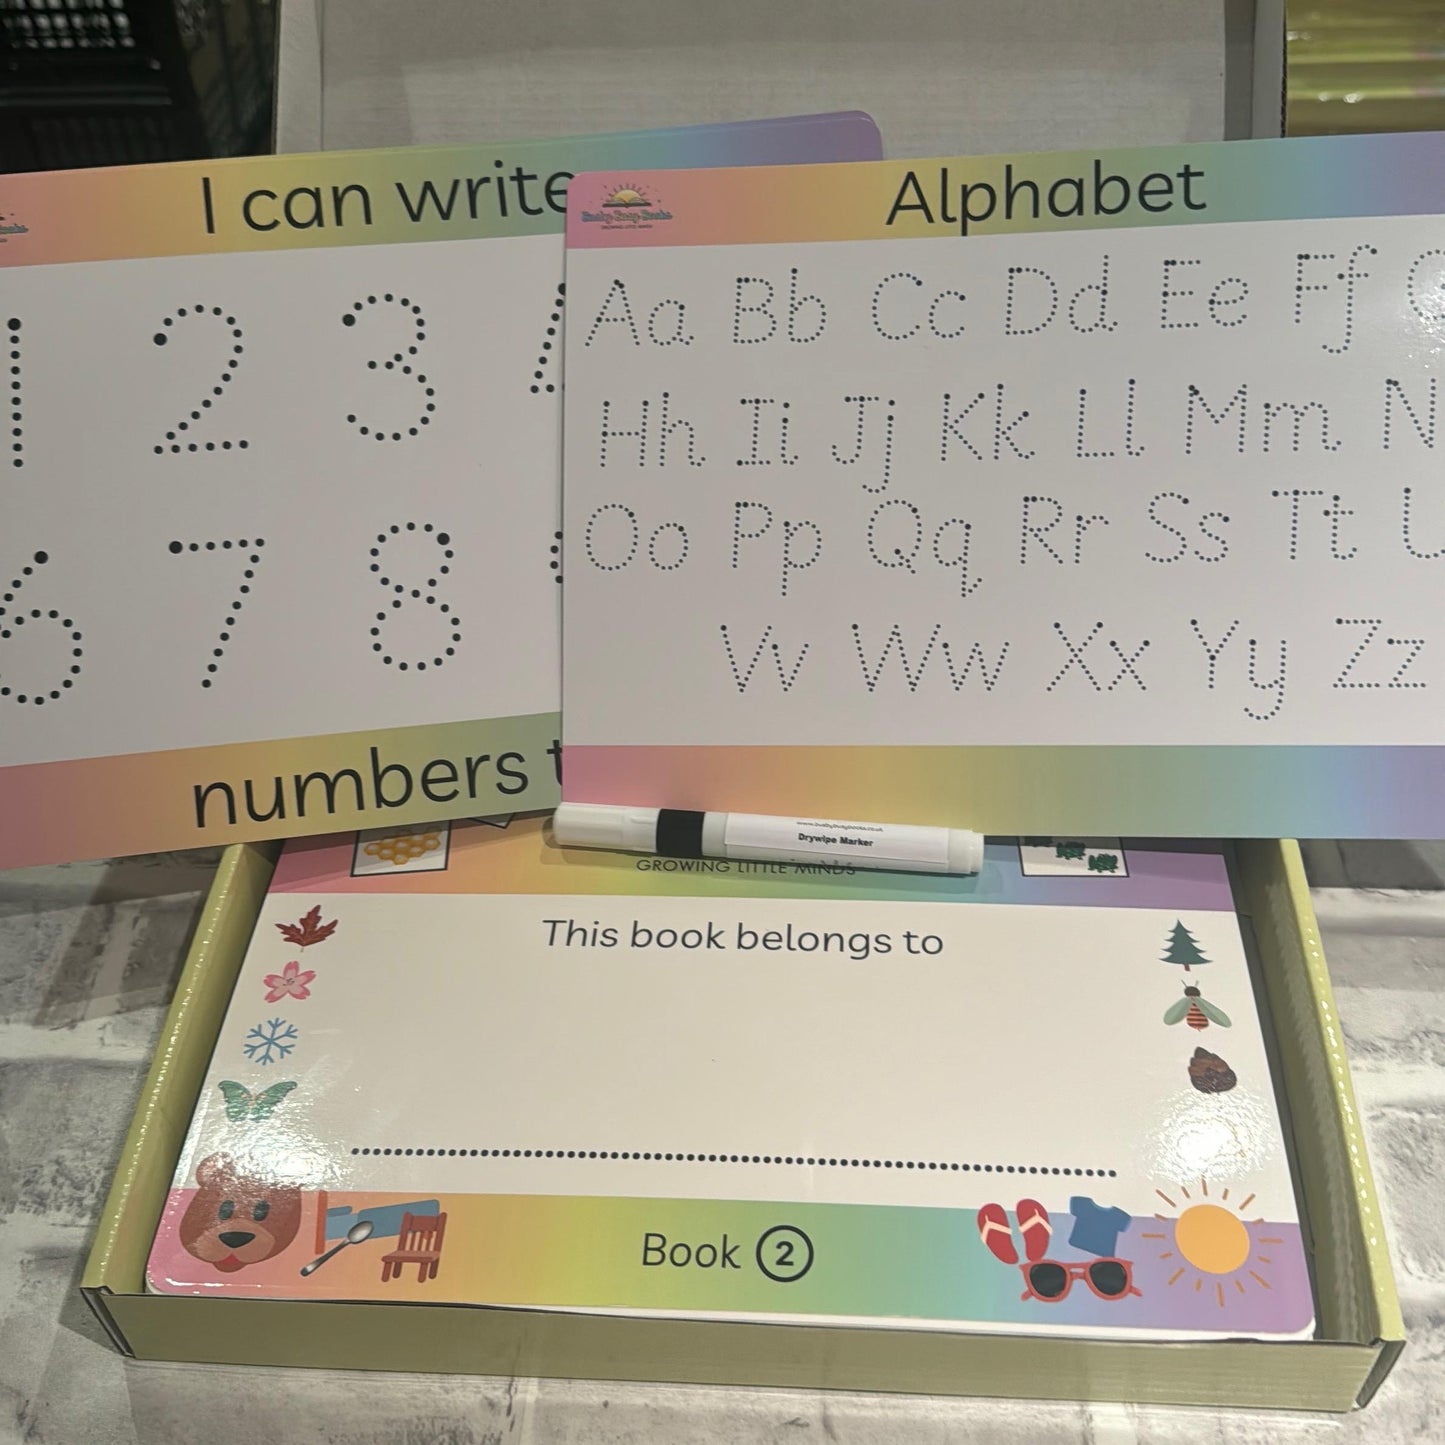 I can write
1 2 3
6 7 8
numbers
Alphabet
Aa Bb Cc Dd Ee Ff
Hh Ii Jj Kk Ll Mm N
Oo Pp Qq Rr Ss Tt U
Vv Ww Xx Yy Zz
Drywipe Marker
GROWING LITTLE MINDS
This book belongs to
Book 2